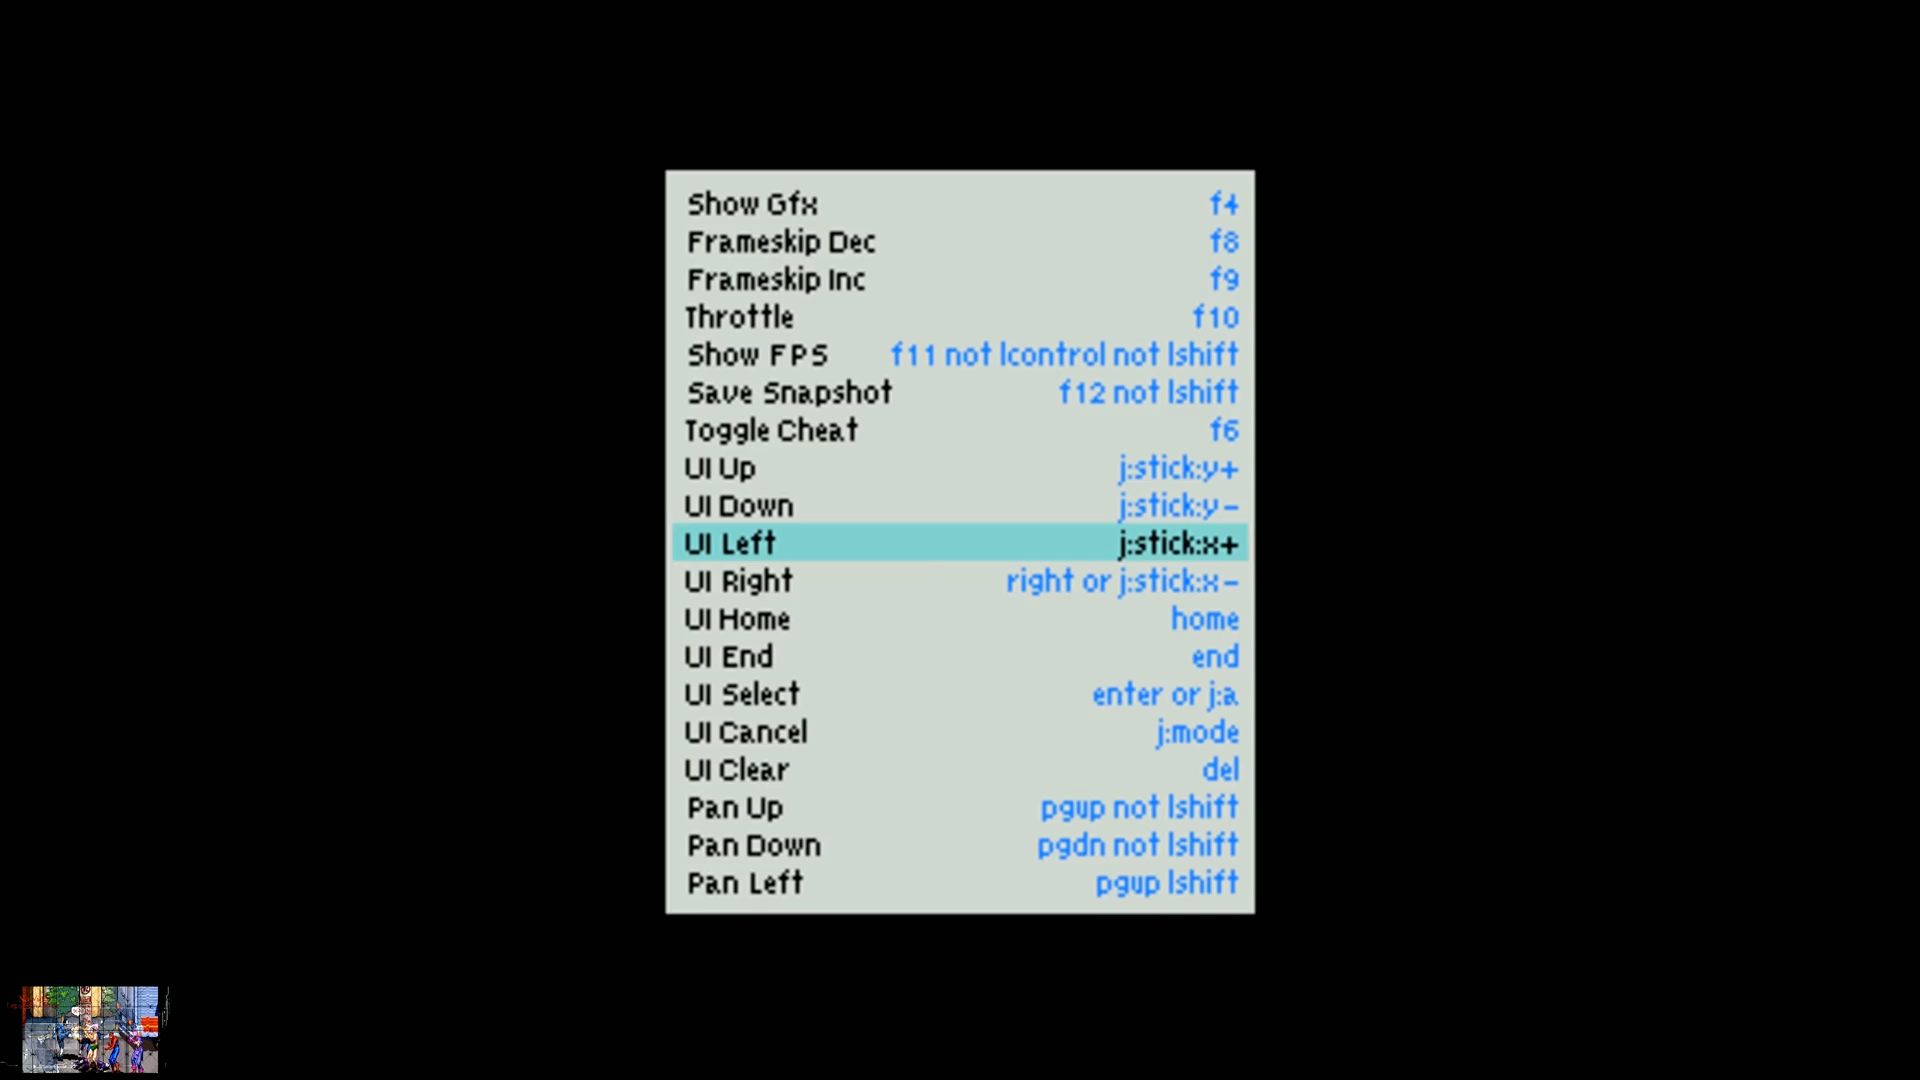 Show Gfx f4
Frameskip Dec f8
Frameskip Inc f9
Throttle f10
Show FPS f11 not lcontrol not lshift
Save Snapshot f12 not lshift
Toggle Cheat f6
UI Up j:stick:y+
UI Down j:stick:y-
UI Left j:stick:x+
UI Right right or j:stick:x-
UI Home home
UI End end
UI Select enter or j:a
UI Cancel j:mode
UI Clear del
Pan Up pgup not lshift
Pan Down pgdn not lshift
Pan Left pgup lshift